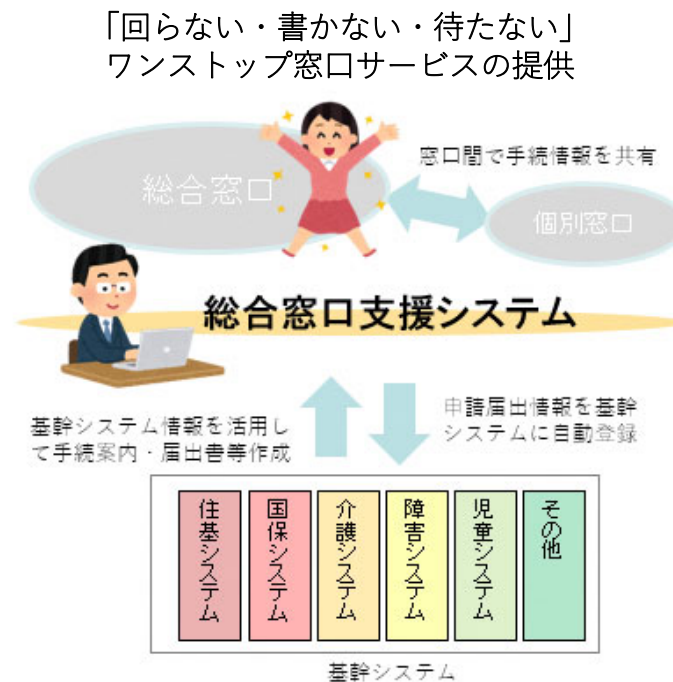 「回らない・書かない・待たない」
ワンストップ窓口サービスの提供
窓口間で手続情報を共有
総合窓口
個別窓口
総合窓口支援システム
基幹システム情報を活用し
て手続案内・届出書等作成
申請届出情報を基幹
システムに自動登録
住基システム
国保システム
介護システム
障害システム
児童システム
その他
基幹システム